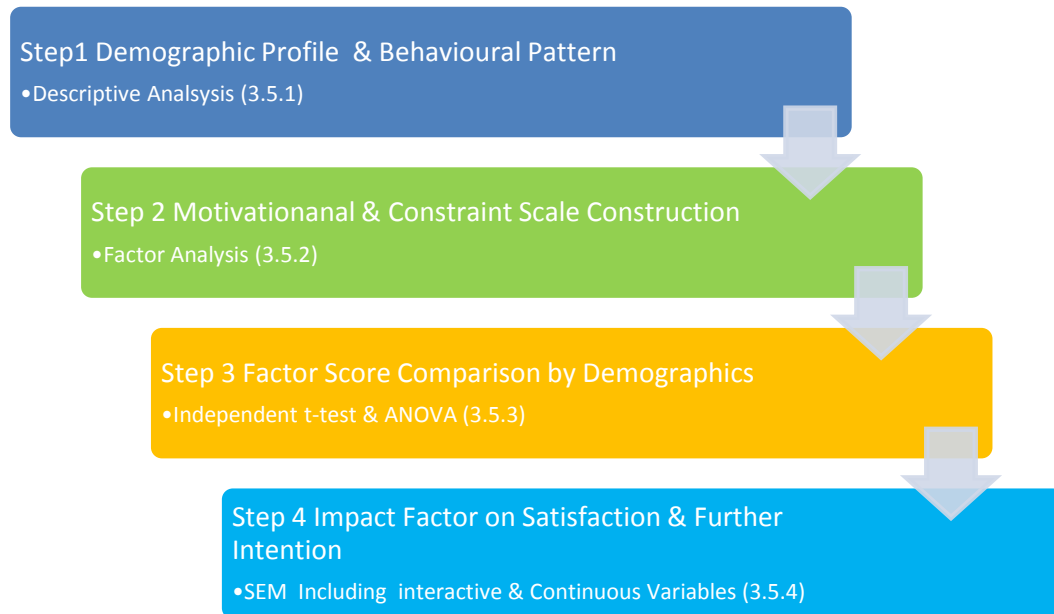 Step1 Demographic Profile & Behavioural Pattern
•Descriptive Analsysis (3.5.1)
Step 2 Motivationanal & Constraint Scale Construction
•Factor Analysis (3.5.2)
Step 3 Factor Score Comparison by Demographics
•Independent t-test & ANOVA (3.5.3)
Step 4 Impact Factor on Satisfaction & Further
Intention
•SEM Including interactive & Continuous Variables (3.5.4)